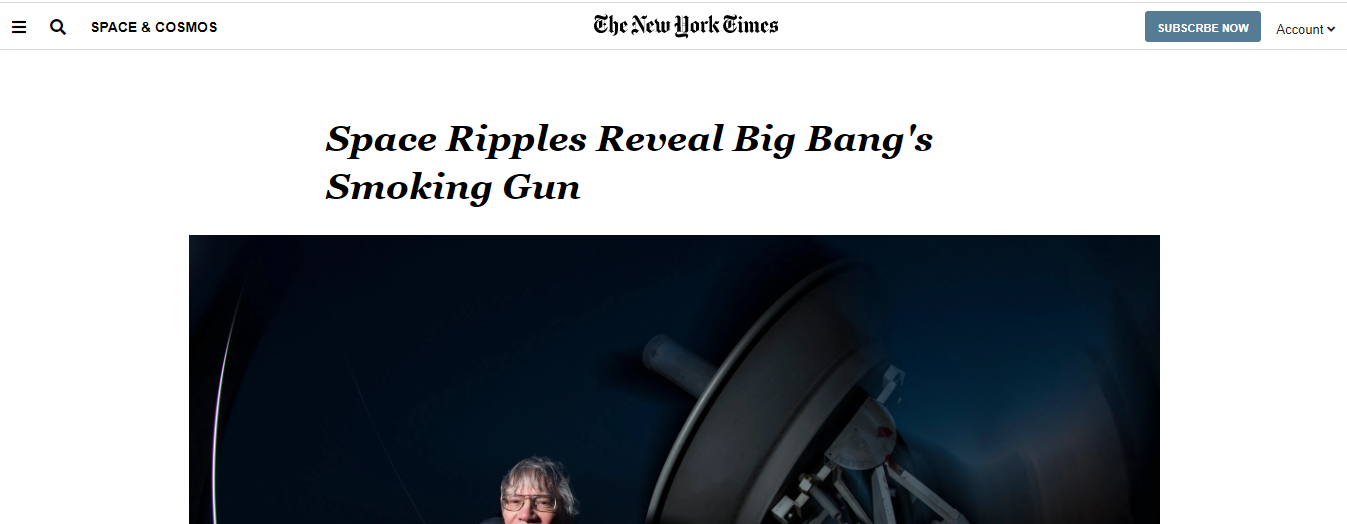 SPACE & COSMOS
The New York Times
SUBSCRBE NOW
Account
Space Ripples Reveal Big Bang's
Smoking Gun